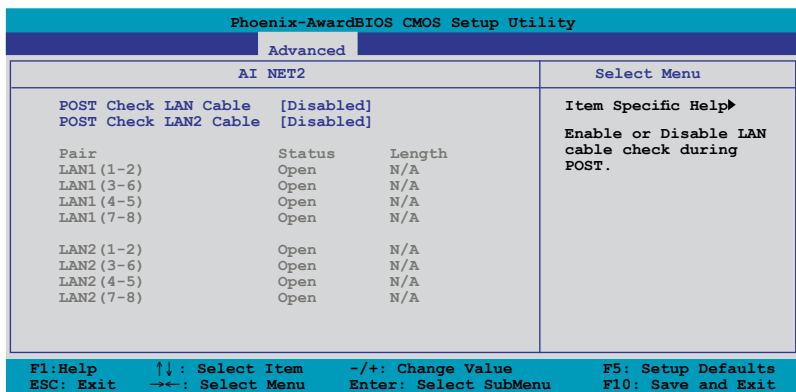 Phoenix-AwardBIOS CMOS Setup Utility
Advanced
AI NET2
Select Menu
POST Check LAN Cable [Disabled]
POST Check LAN2 Cable [Disabled]
Pair Status Length
LAN1(1-2) Open N/A
LAN1(3-6) Open N/A
LAN1(4-5) Open N/A
LAN1(7-8) Open N/A
LAN2(1-2) Open N/A
LAN2(3-6) Open N/A
LAN2(4-5) Open N/A
LAN2(7-8) Open N/A
Item Specific Help▶
Enable or Disable LAN
cable check during
POST.
F1:Help ↑↓ : Select Item -/+: Change Value F5: Setup Defaults
ESC: Exit →←: Select Menu Enter: Select SubMenu F10: Save and Exit